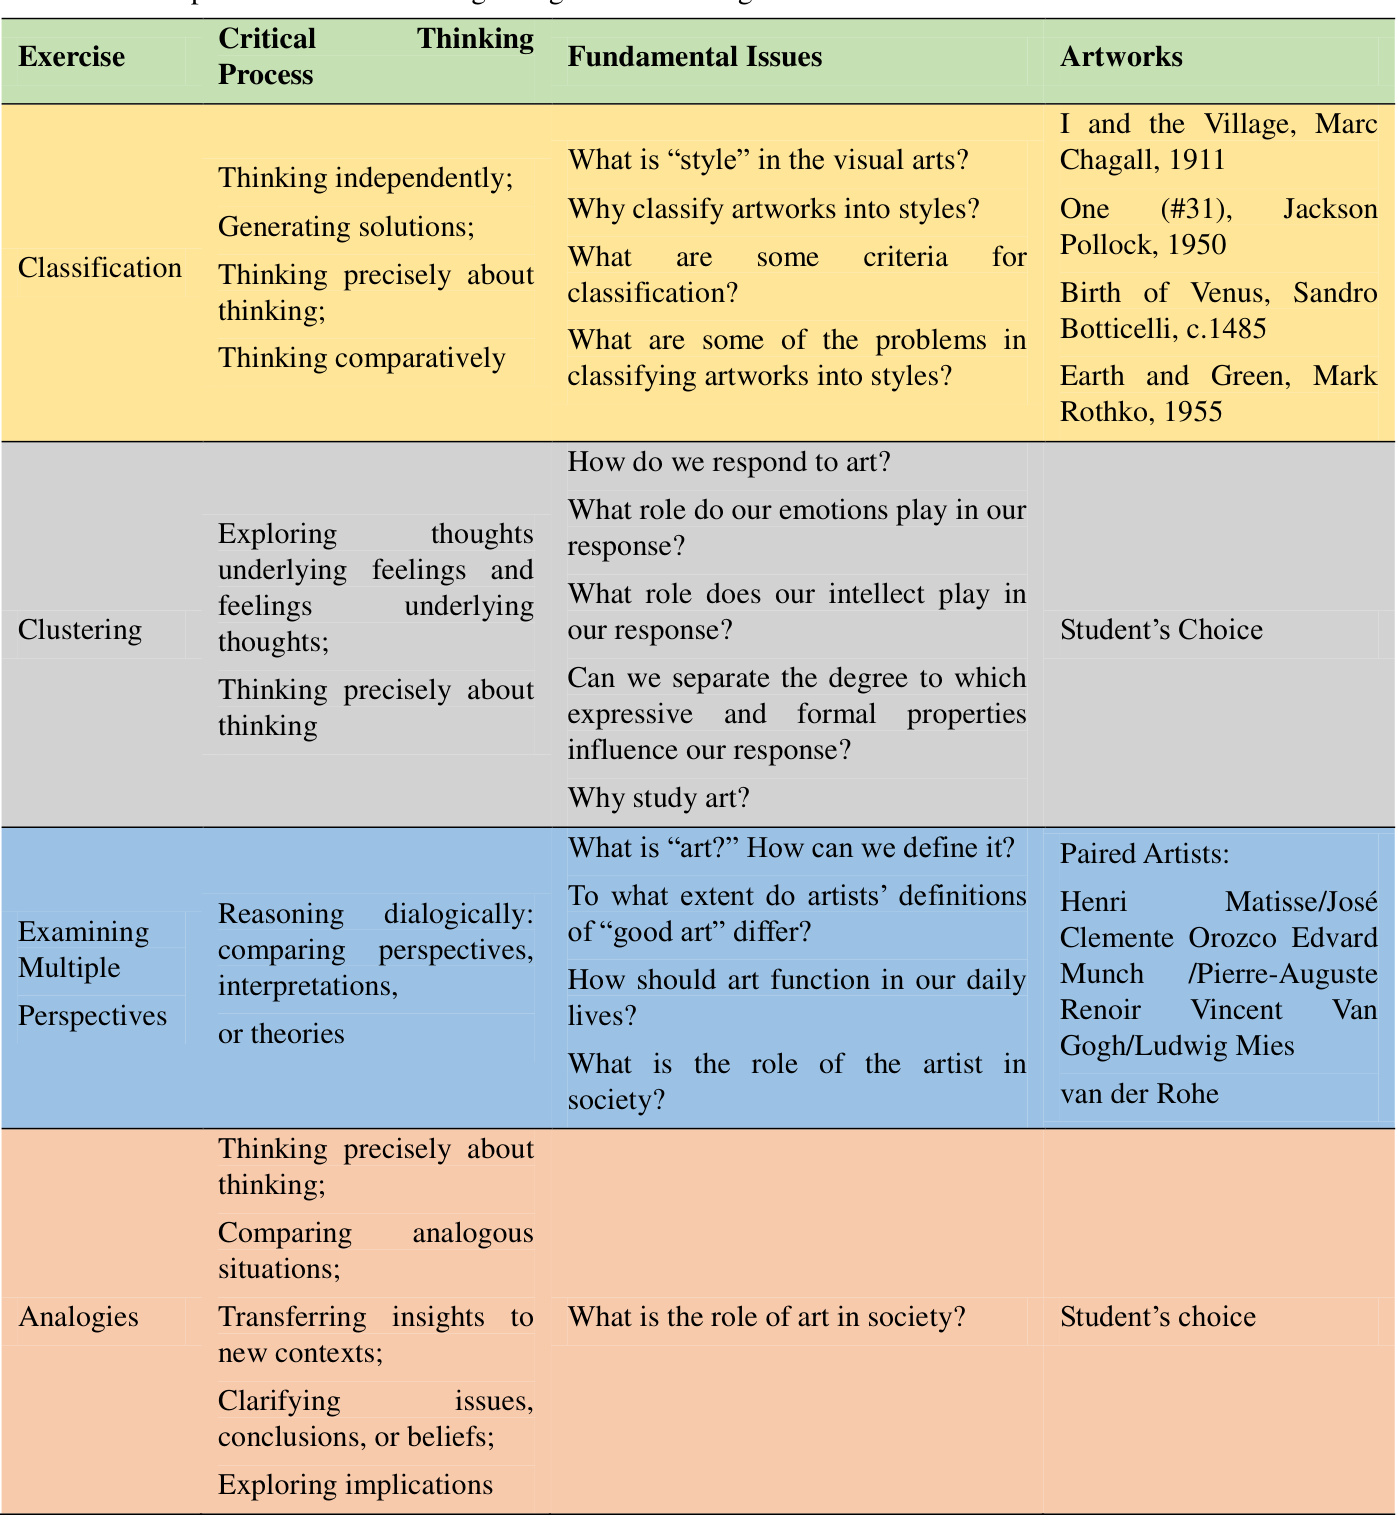 Exercise
Critical Thinking
Process
Fundamental Issues
Artworks
Classification
Thinking independently;
Generating solutions;
Thinking precisely about
thinking;
Thinking comparatively
What is “style” in the visual arts?
Why classify artworks into styles?
What are some criteria for
classification?
What are some of the problems in
classifying artworks into styles?
I and the Village, Marc
Chagall, 1911
One (#31), Jackson
Pollock, 1950
Birth of Venus, Sandro
Botticelli, c.1485
Earth and Green, Mark
Rothko, 1955
Clustering
Exploring thoughts
underlying feelings and
feelings underlying
thoughts;
Thinking precisely about
thinking
How do we respond to art?
What role do our emotions play in our
response?
What role does our intellect play in
our response?
Can we separate the degree to which
expressive and formal properties
influence our response?
Why study art?
Student’s Choice
Examining
Multiple
Perspectives
Reasoning dialogically:
comparing perspectives,
interpretations,
or theories
What is “art?” How can we define it?
To what extent do artists’ definitions
of “good art” differ?
How should art function in our daily
lives?
What is the role of the artist in
society?
Paired Artists:
Henri Matisse/José
Clemente Orozco Edvard
Munch /Pierre-Auguste
Renoir Vincent Van
Gogh/Ludwig Mies
van der Rohe
Analogies
Thinking precisely about
thinking;
Comparing analogous
situations;
Transferring insights to
new contexts;
Clarifying issues,
conclusions, or beliefs;
Exploring implications
What is the role of art in society?
Student’s choice